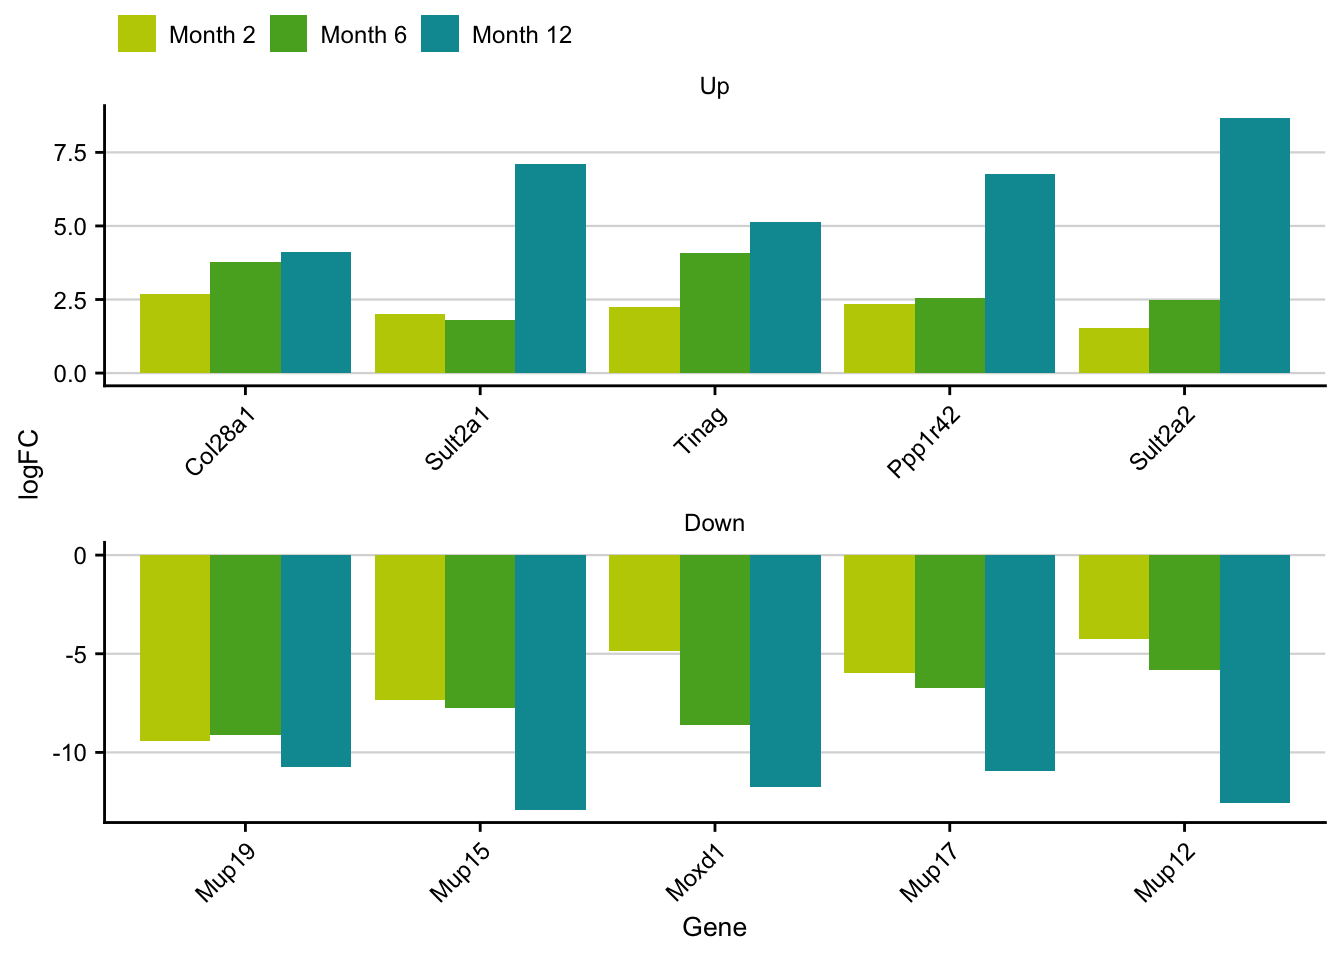 Month 2 Month 6 Month 12
Up
7.5
5.0
2.5
0.0
Col28a1 Sult2a1 Tinag Ppp1r42 Sult2a2
logFC
Down
0
-5
-10
Mup19 Mup15 Moxd1 Mup17 Mup12
Gene